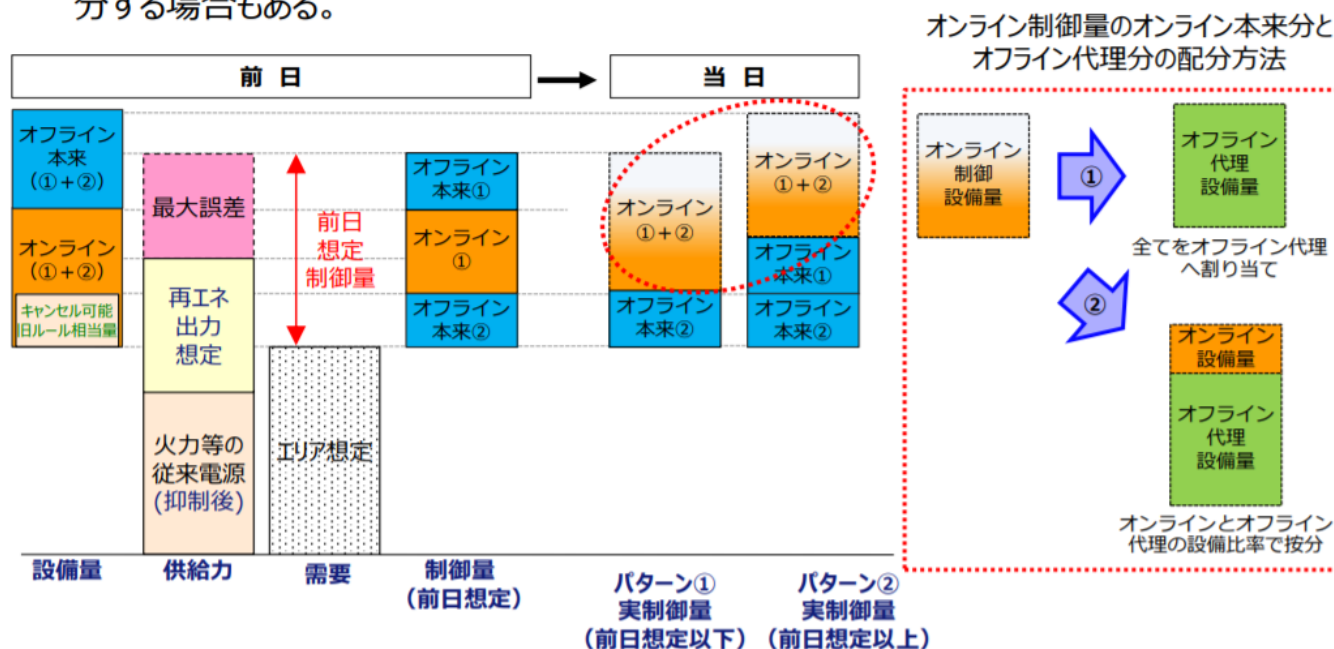 分する場合もある。
前 日
当 日
オフライン
本来
(①+②)
オンライン
(①+②)
キャンセル可能
旧ルール相当量
最大誤差
再エネ
出力
想定
火力等の
従来電源
(抑制後)
前日
想定
制御量
エリア想定
オフライン
本来①
オンライン
①
オフライン
本来②
オンライン
①+②
オフライン
本来②
オンライン
①+②
オフライン
本来①
オフライン
本来②
設備量
供給力
需要
制御量
(前日想定)
パターン①
実制御量
(前日想定以下)
パターン②
実制御量
(前日想定以上)
オンライン制御量のオンライン本来分と
オフライン代理分の配分方法
オンライン
制御
設備量
①
オフライン
代理
設備量
全てをオフライン代理
へ割り当て
②
オンライン
設備量
オフライン
代理
設備量
オンラインとオフライン
代理の設備比率で按分